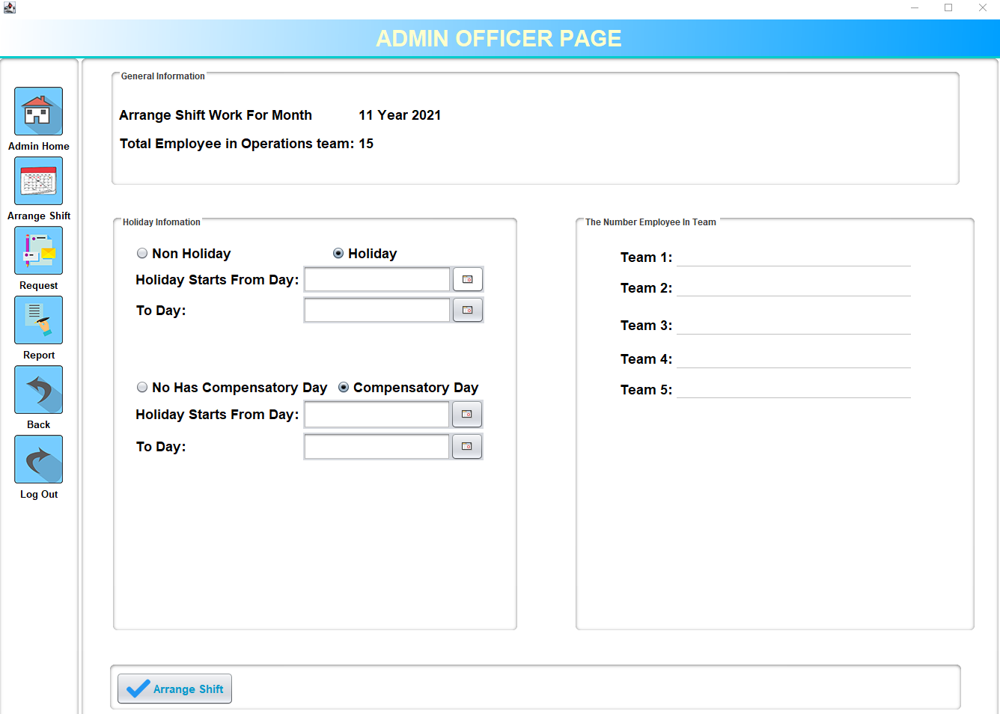 ADMIN OFFICER PAGE
Admin Home
Arrange Shift
Request
Report
Back
Log Out
General Information
Arrange Shift Work For Month 11 Year 2021
Total Employee in Operations team: 15
Holiday Infomation
Non Holiday Holiday
Holiday Starts From Day:
To Day:
No Has Compensatory Day Compensatory Day
Holiday Starts From Day:
To Day:
The Number Employee In Team
Team 1:
Team 2:
Team 3:
Team 4:
Team 5:
Arrange Shift